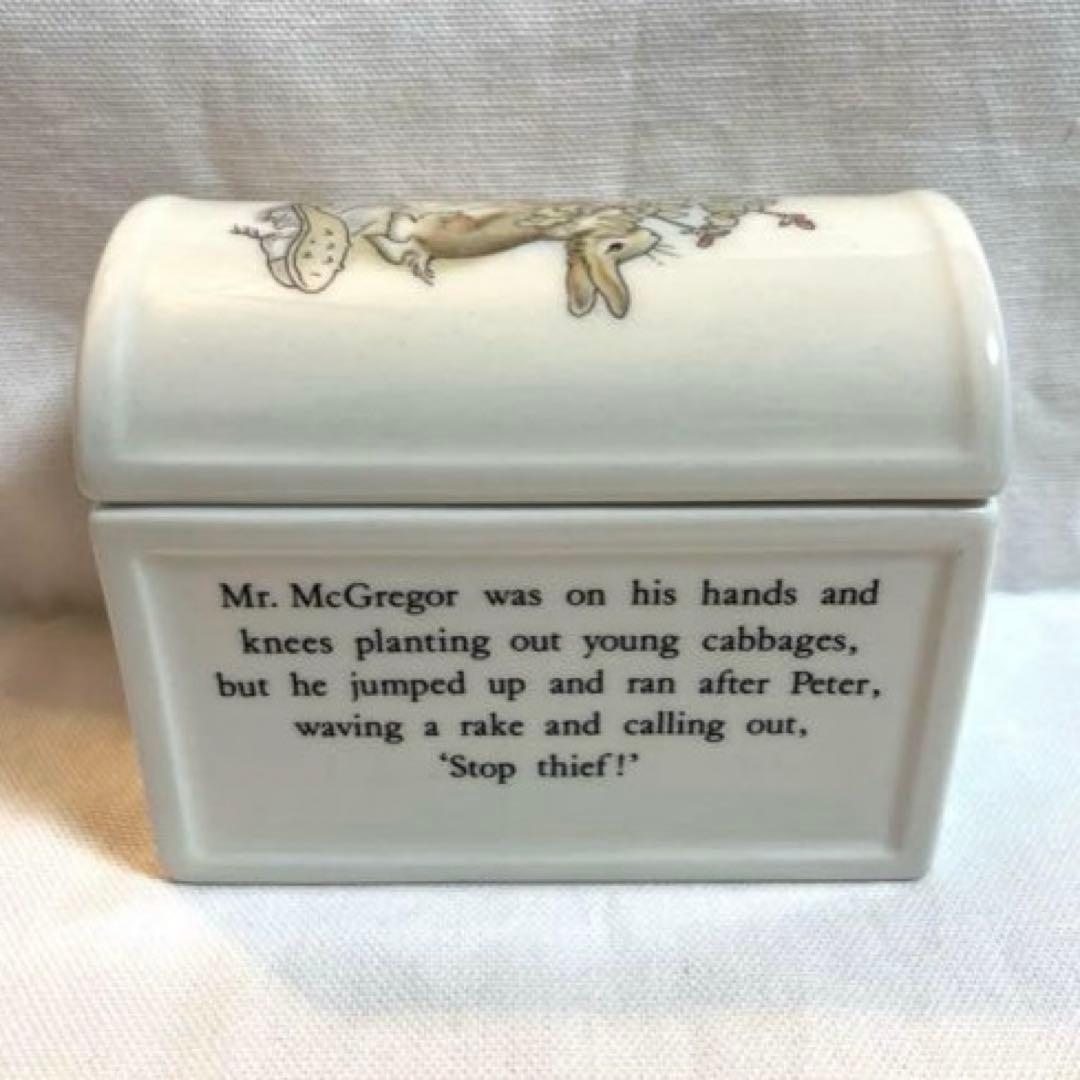 Mr. McGregor was on his hands and
knees planting out young cabbages,
but he jumped up and ran after Peter,
waving a rake and calling out,
‘Stop thief!’